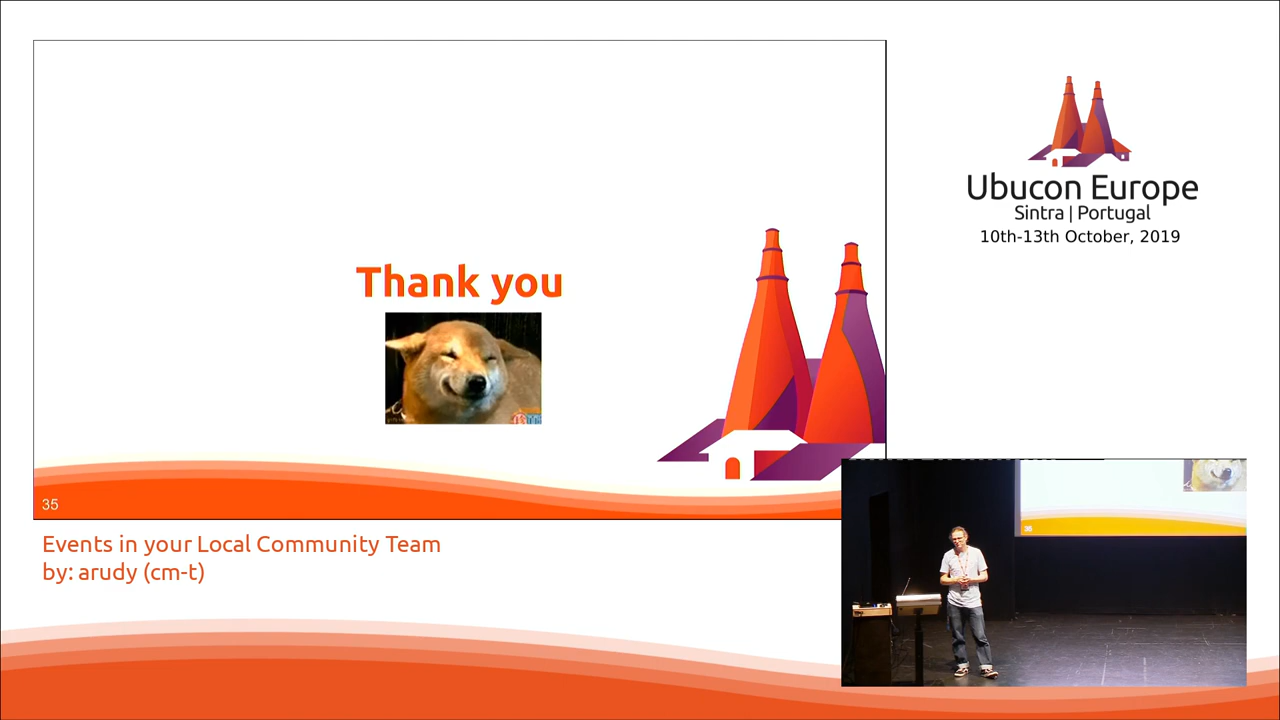 Thank you
35
Events in your Local Community Team
by: arudy (cm-t)
Ubucon Europe
Sintra | Portugal
10th-13th October, 2019